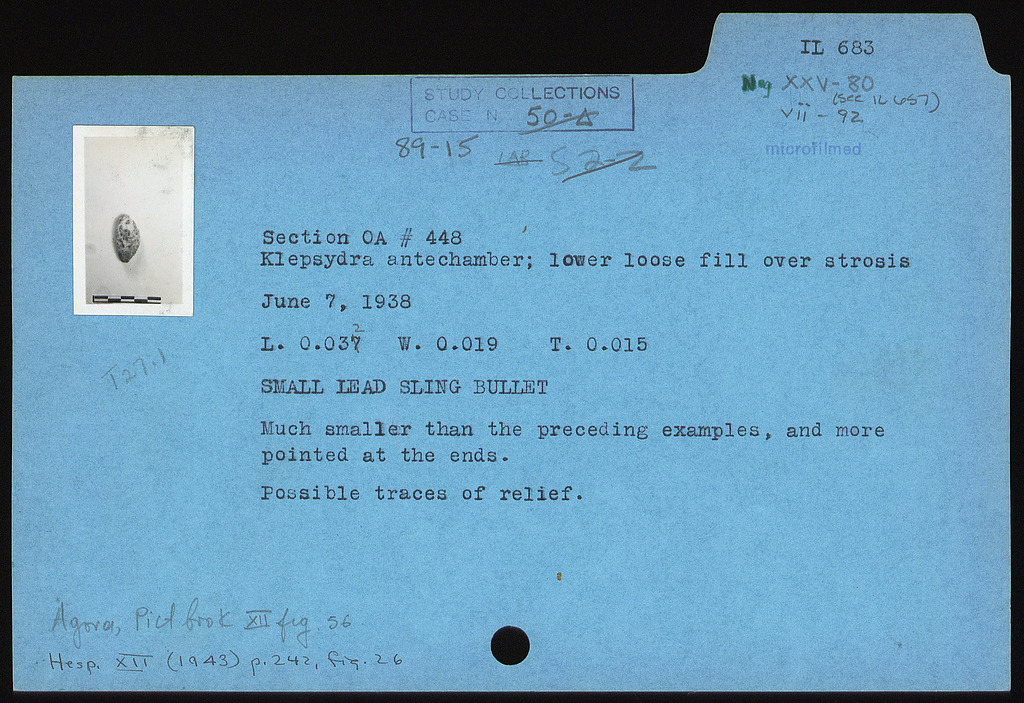 IL 683
Neg XXV-80
(see IL 657)
vii - 92
microfilmed
STUDY COLLECTIONS
CASE N 50-Δ
89-15 LAB 52-2
Section OA # 448
Klepsydra antechamber; lower loose fill over strosis
June 7, 1938
L. 0.032 W. 0.019 T. 0.015
T27.1
SMALL LEAD SLING BULLET
Much smaller than the preceding examples, and more
pointed at the ends.
Possible traces of relief.
Agora, Pict book XII fig. 56
Hesp. XII (1943) p. 242, fig. 26